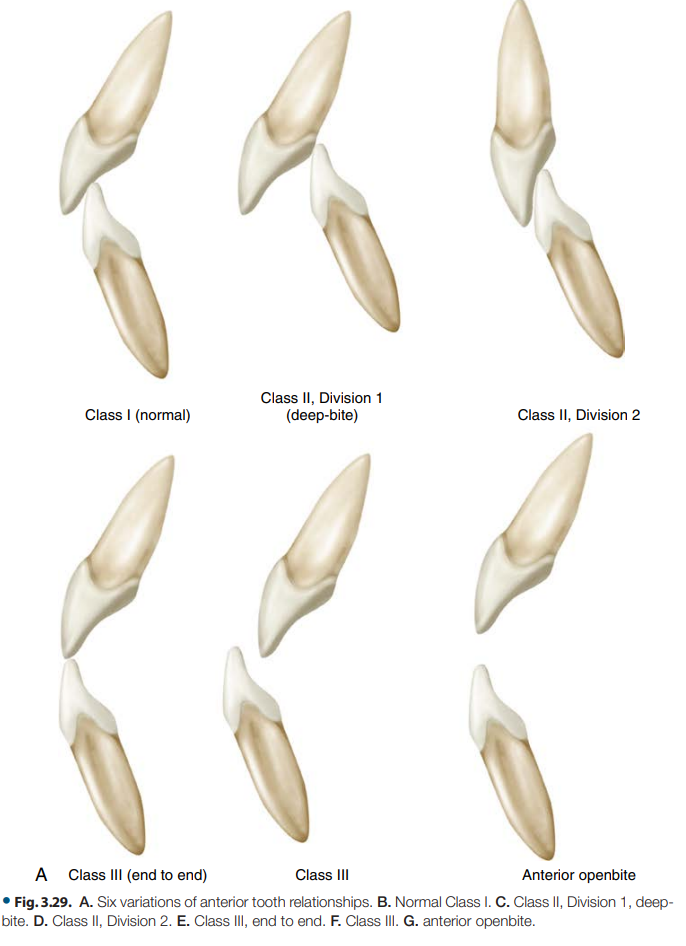 Class I (normal)
Class II, Division 1
(deep-bite)
Class II, Division 2
A Class III (end to end)
Class III
Anterior openbite
• Fig. 3.29. A. Six variations of anterior tooth relationships. B. Normal Class I. C. Class II, Division 1, deep-
bite. D. Class II, Division 2. E. Class III, end to end. F. Class III. G. anterior openbite.